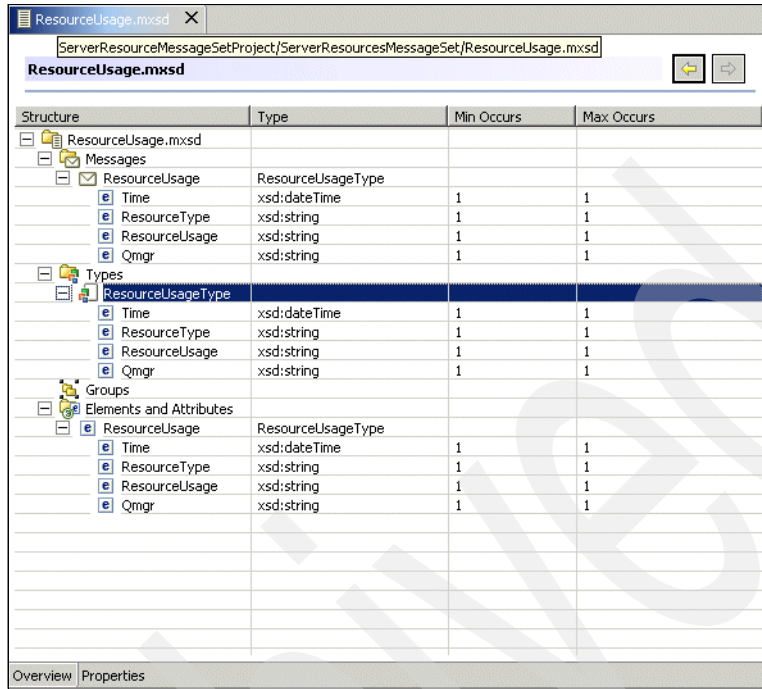 ResourceUsage.mxsd
ServerResourceMessageSetProject/ServerResourcesMessageSet/ResourceUsage.mxsd
ResourceUsage.mxsd
Structure Type Min Occurs Max Occurs
ResourceUsage.mxsd
Messages
ResourceUsage ResourceUsageType
e Time xsd:dateTime 1 1
e ResourceType xsd:string 1 1
e ResourceUsage xsd:string 1 1
e Qmgr xsd:string 1 1
Types
ResourceUsageType
e Time xsd:dateTime 1 1
e ResourceType xsd:string 1 1
e ResourceUsage xsd:string 1 1
e Qmgr xsd:string 1 1
Groups
Elements and Attributes
e ResourceUsage ResourceUsageType
e Time xsd:dateTime 1 1
e ResourceType xsd:string 1 1
e ResourceUsage xsd:string 1 1
e Qmgr xsd:string 1 1
Overview Properties